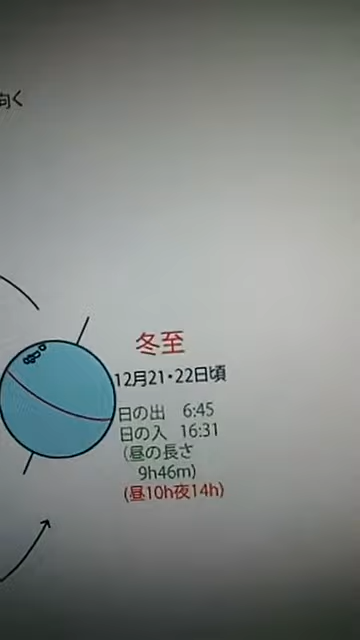 向く
冬至
12月21・22日頃
日の出 6:45
日の入 16:31
(昼の長さ
9h46m)
(昼10h夜14h)